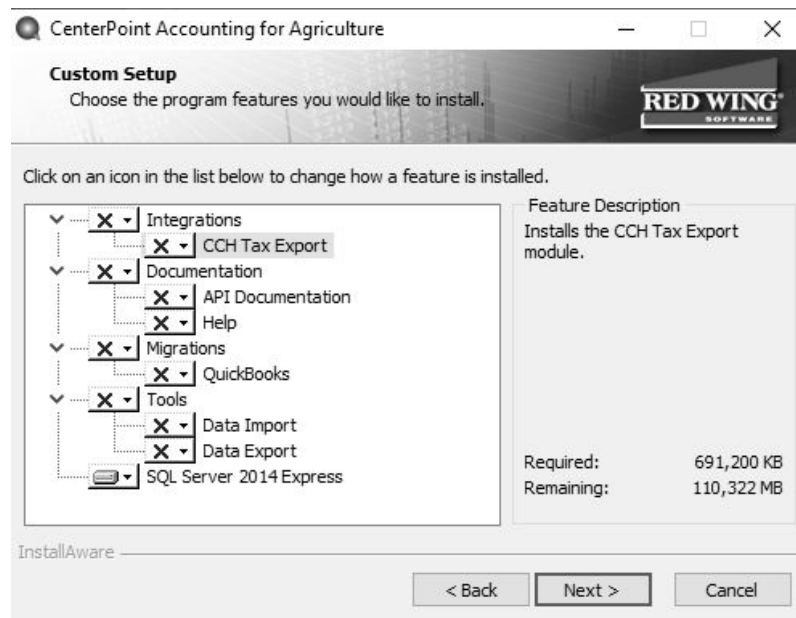 CenterPoint Accounting for Agriculture
Custom Setup
Choose the program features you would like to install.
RED WING
SOFTWARE
Click on an icon in the list below to change how a feature is installed.
Integrations
CCH Tax Export
Documentation
API Documentation
Help
Migrations
QuickBooks
Tools
Data Import
Data Export
SQL Server 2014 Express
Feature Description
Installs the CCH Tax Export
module.
Required: 691,200 KB
Remaining: 110,322 MB
InstallAware
< Back Next > Cancel